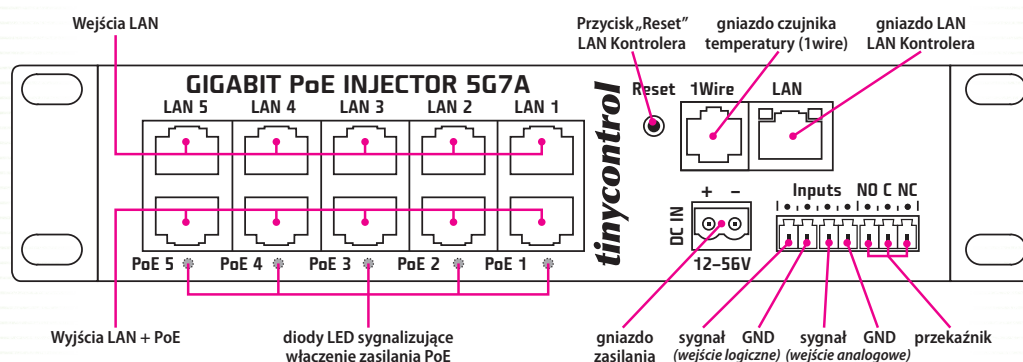 Wejścia LAN
Przycisk „Reset”
LAN Kontrolera
gniazdo czujnika
temperatury (1wire)
gniazdo LAN
LAN Kontrolera
GIGABIT PoE INJECTOR 5G7A
LAN 5 LAN 4 LAN 3 LAN 2 LAN 1
Reset 1Wire LAN
tinycontrol
DC IN
+ –
12–56V
Inputs NO C NC
PoE 5 PoE 4 PoE 3 PoE 2 PoE 1
Wyjścia LAN + PoE
diody LED sygnalizujące
włączenie zasilania PoE
gniazdo
zasilania
sygnał GND
(wejście logiczne)
sygnał GND
(wejście analogowe)
przekaźnik